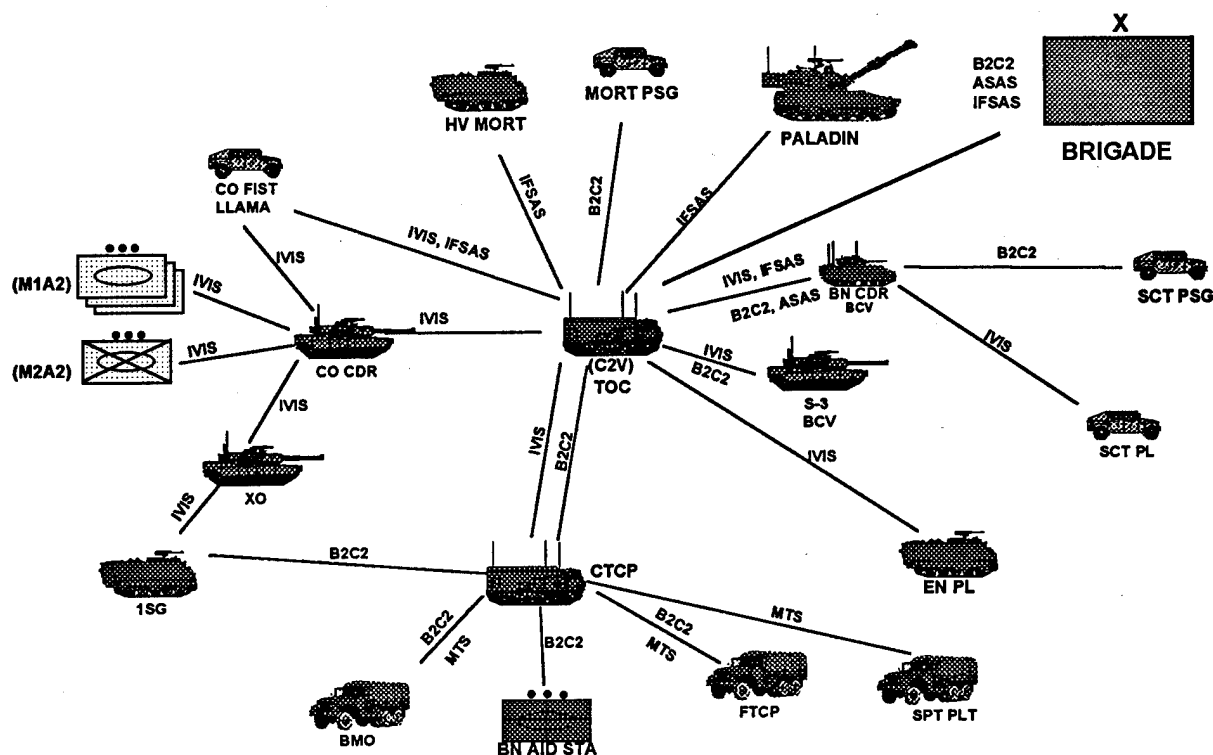 X
B2C2
ASAS
IFSAS
BRIGADE
HV MORT
MORT PSG
PALADIN
CO FIST
LLAMA
IFSAS
B2C2
IFSAS
IVIS, IFSAS
IVIS
(M1A2)
IVIS
(M2A2)
IVIS
CO CDR
IVIS
(C2V)
TOC
IVIS, IFSAS
B2C2, ASAS
BN CDR
BCV
B2C2
SCT PSG
IVIS
SCT PL
IVIS
B2C2
S-3
BCV
IVIS
XO
IVIS
IVIS
B2C2
IVIS
EN PL
1SG
B2C2
CTCP
B2C2
MTS
BMO
B2C2
BN AID STA
B2C2
MTS
FTCP
MTS
SPT PLT